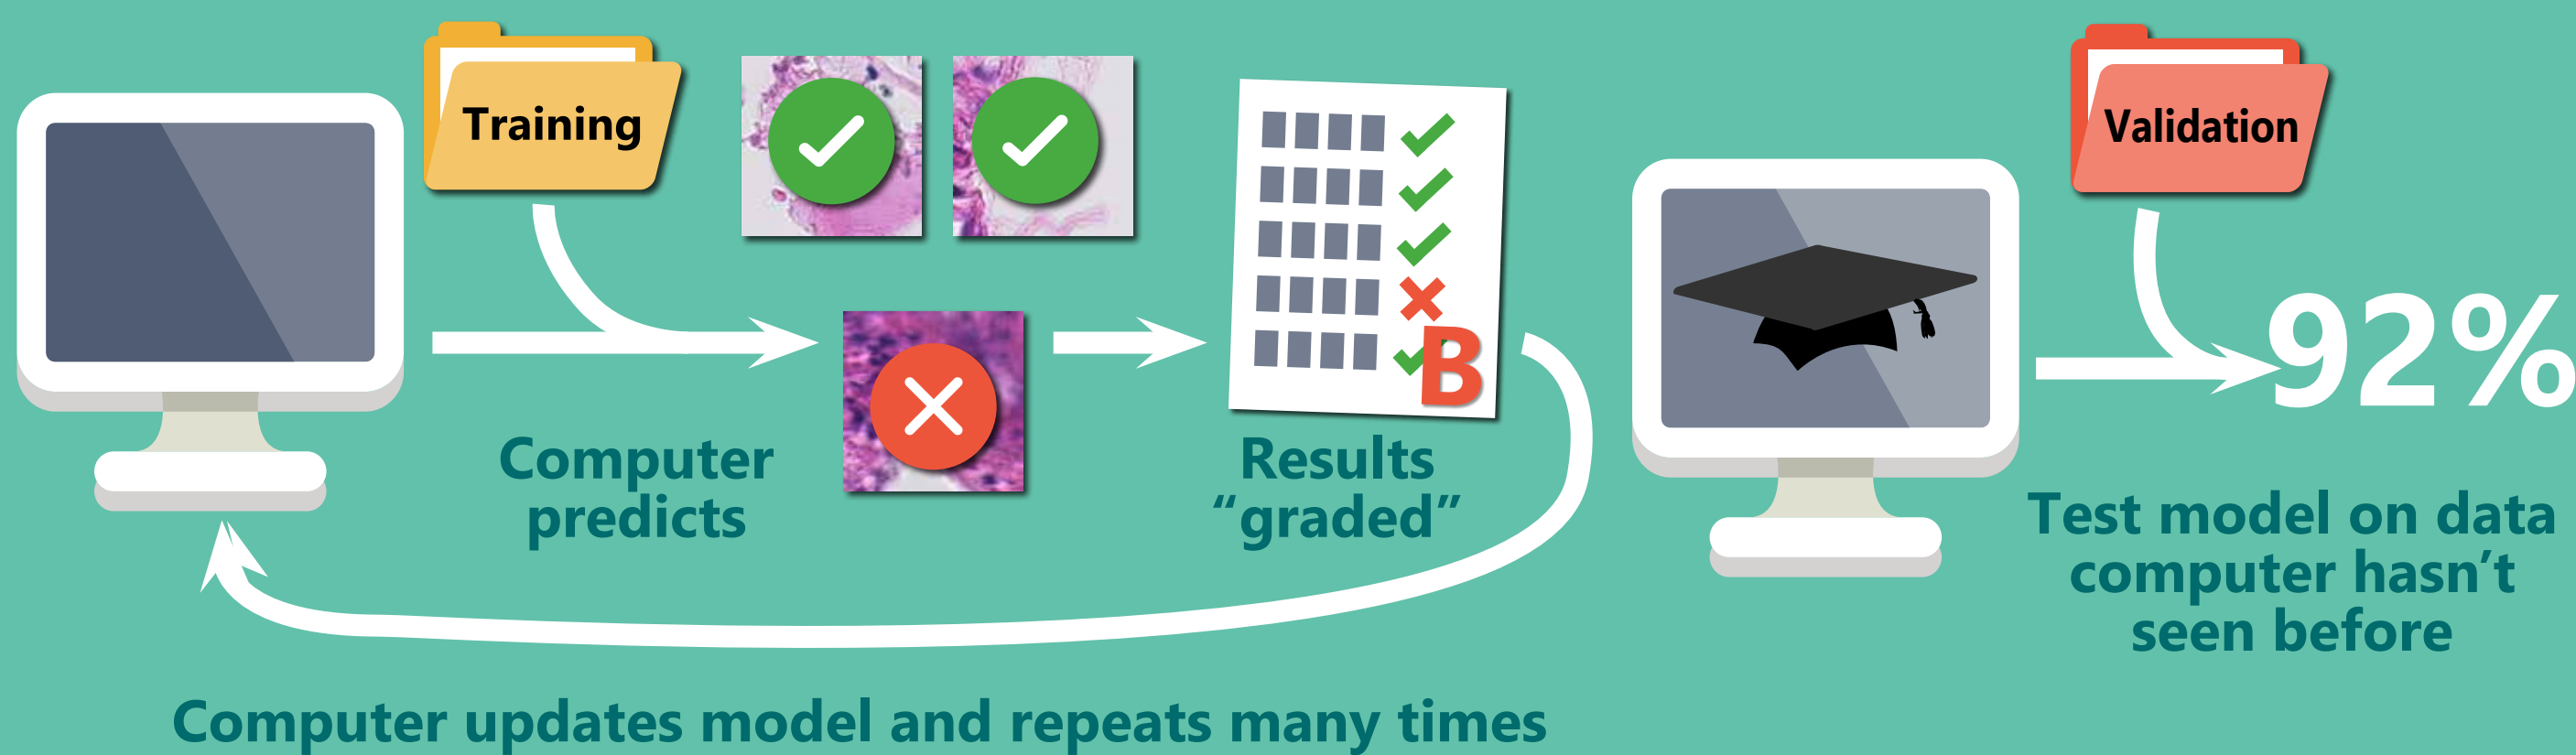 Training
Computer
predicts
B
Results
“graded”
Computer updates model and repeats many times
Validation
92%
Test model on data
computer hasn’t
seen before